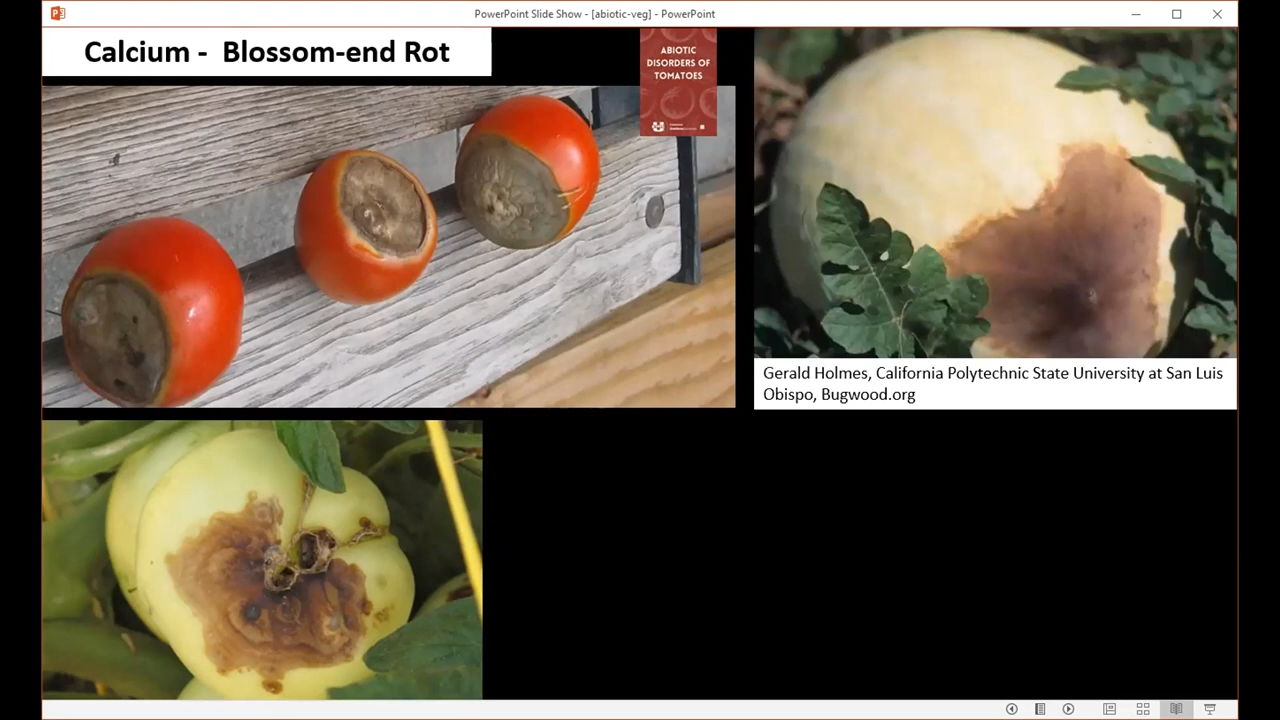 PowerPoint Slide Show - [abiotic-veg] - PowerPoint
Calcium -  Blossom-end Rot
ABIOTIC
DISORDERS OF
TOMATOES
Gerald Holmes, California Polytechnic State University at San Luis
Obispo, Bugwood.org